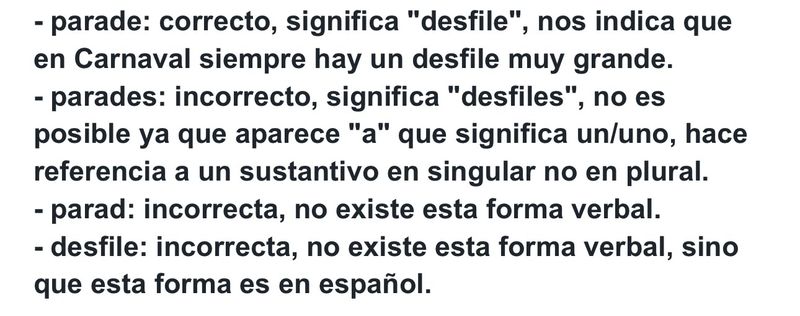 - parade: correcto, significa "desfile", nos indica que
en Carnaval siempre hay un desfile muy grande.
- parades: incorrecto, significa "desfiles", no es
posible ya que aparece "a" que significa un/uno, hace
referencia a un sustantivo en singular no en plural.
- parad: incorrecta, no existe esta forma verbal.
- desfile: incorrecta, no existe esta forma verbal, sino
que esta forma es en español.